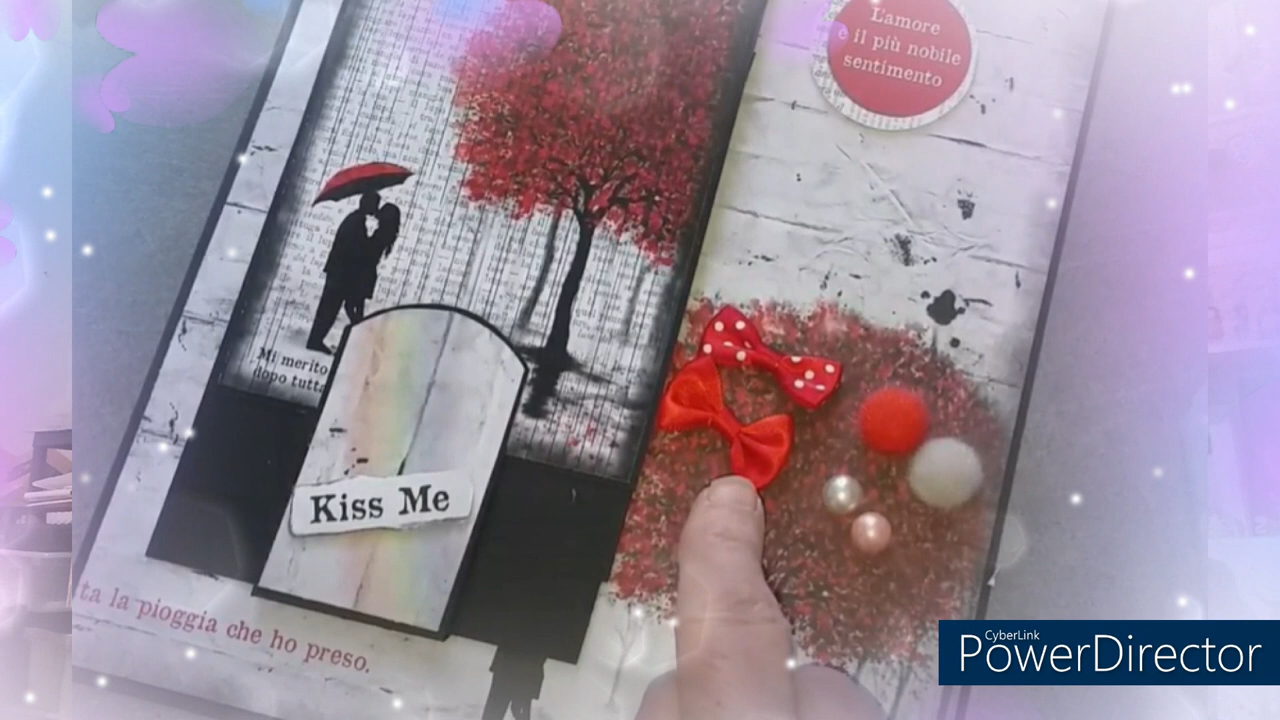 L'amore
è il più nobile
sentimento
Mi merito
dopo tutta
Kiss Me
ta la pioggia che ho preso.
CyberLink
PowerDirector